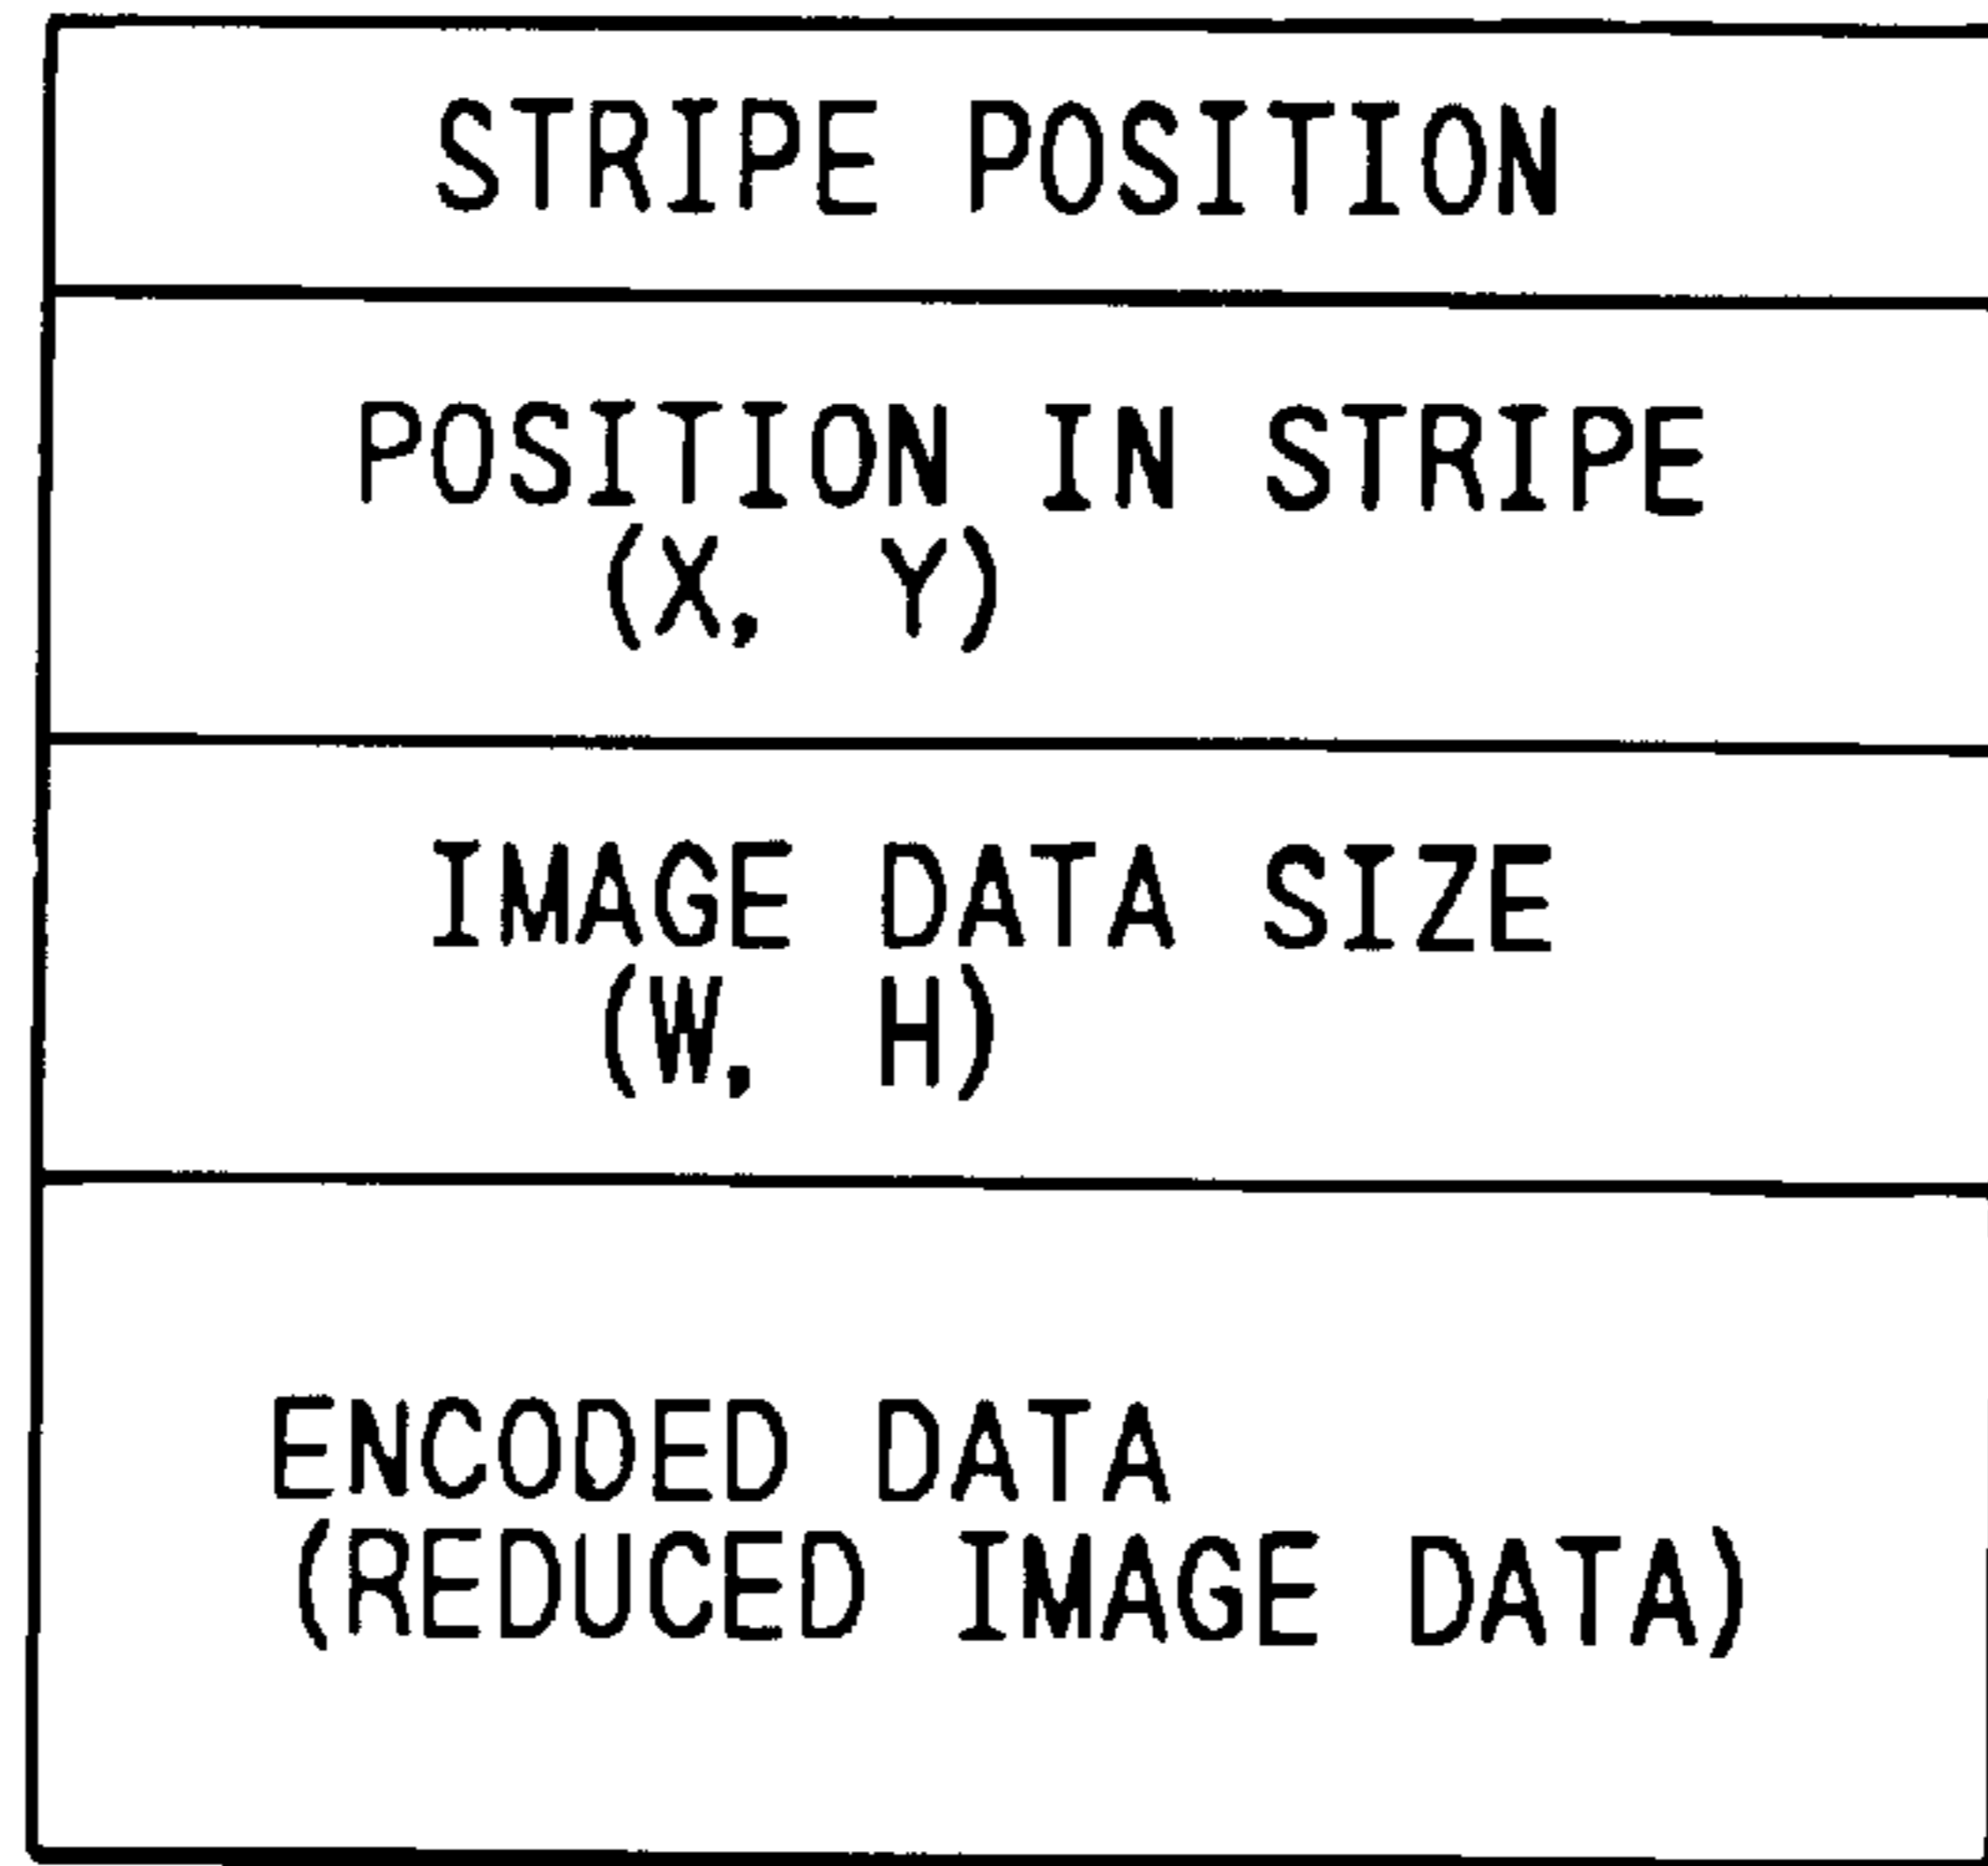 STRIPE POSITION
POSITION IN STRIPE
(X, Y)
IMAGE DATA SIZE
(W, H)
ENCODED DATA
(REDUCED IMAGE DATA)